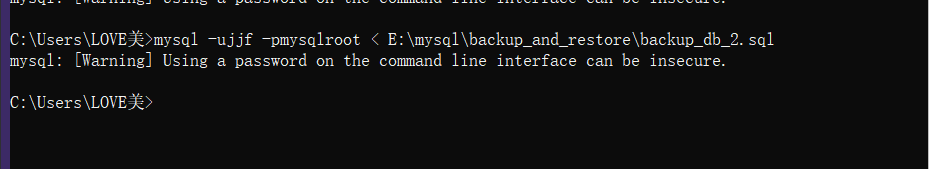 mysql: [Warning] Using a password on the command line interface can be insecure.
C:\Users\LOVE美>mysql -ujjf -pmysqlroot < E:\mysql\backup_and_restore\backup_db_2.sql
mysql: [Warning] Using a password on the command line interface can be insecure.
C:\Users\LOVE美>